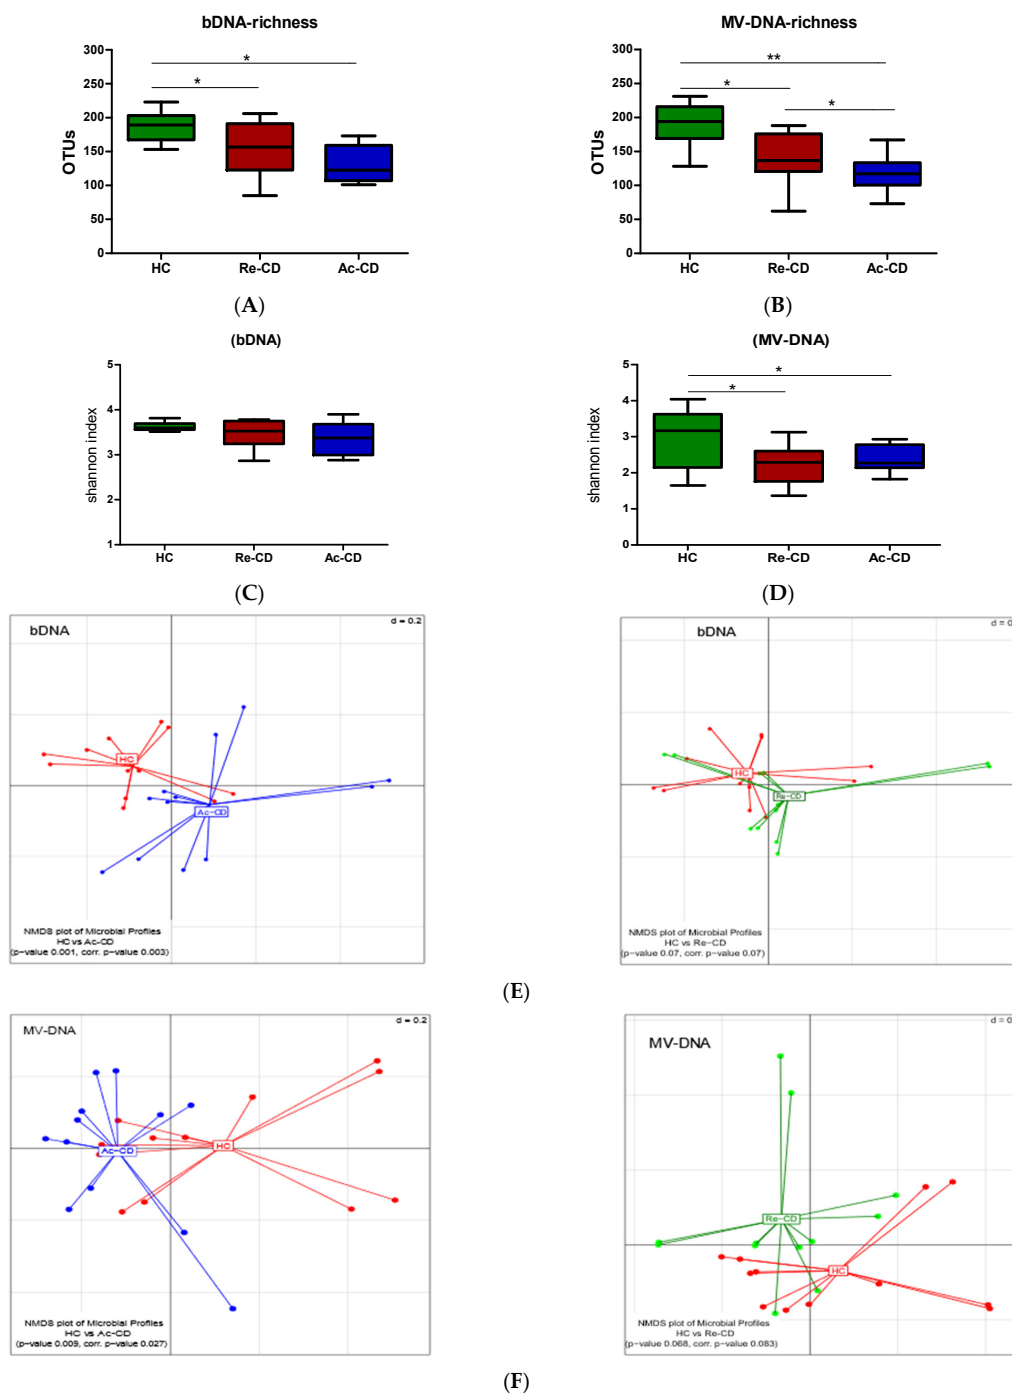 bDNA-richness
OTUs
300
250
200
150
100
50
0
*
*
HC Re-CD Ac-CD
(A)
MV-DNA-richness
OTUs
300
250
200
150
100
50
0
**
*
*
HC Re-CD Ac-CD
(B)
(bDNA)
shannon index
5
4
3
2
1
HC Re-CD Ac-CD
(C)
(MV-DNA)
shannon index
5
4
3
2
1
0
*
*
HC Re-CD Ac-CD
(D)
bDNA
d = 0.2
HC
Ac-CD
NMDS plot of Microbial Profiles
HC vs Ac-CD
(p-value 0.001, corr. p-value 0.003)
bDNA
HC
Re-CD
NMDS plot of Microbial Profiles
HC vs Re-CD
(p-value 0.07, corr. p-value 0.07)
(E)
MV-DNA
d = 0.2
Ac-CD
HC
NMDS plot of Microbial Profiles
HC vs Ac-CD
(p-value 0.009, corr. p-value 0.027)
MV-DNA
Re-CD
HC
NMDS plot of Microbial Profiles
HC vs Re-CD
(p-value 0.068, corr. p-value 0.083)
(F)